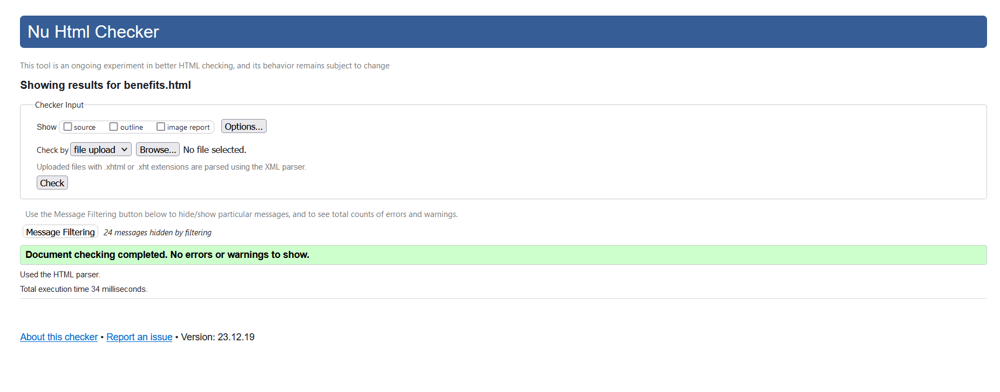 Nu Html Checker
This tool is an ongoing experiment in better HTML checking, and its behavior remains subject to change
Showing results for benefits.html
Checker Input
Show source outline image report Options...
Check by file upload Browse... No file selected.
Uploaded files with .xhtml or .xht extensions are parsed using the XML parser.
Check
Use the Message Filtering button below to hide/show particular messages, and to see total counts of errors and warnings.
Message Filtering 24 messages hidden by filtering
Document checking completed. No errors or warnings to show.
Used the HTML parser.
Total execution time 34 milliseconds.
About this checker • Report an issue • Version: 23.12.19